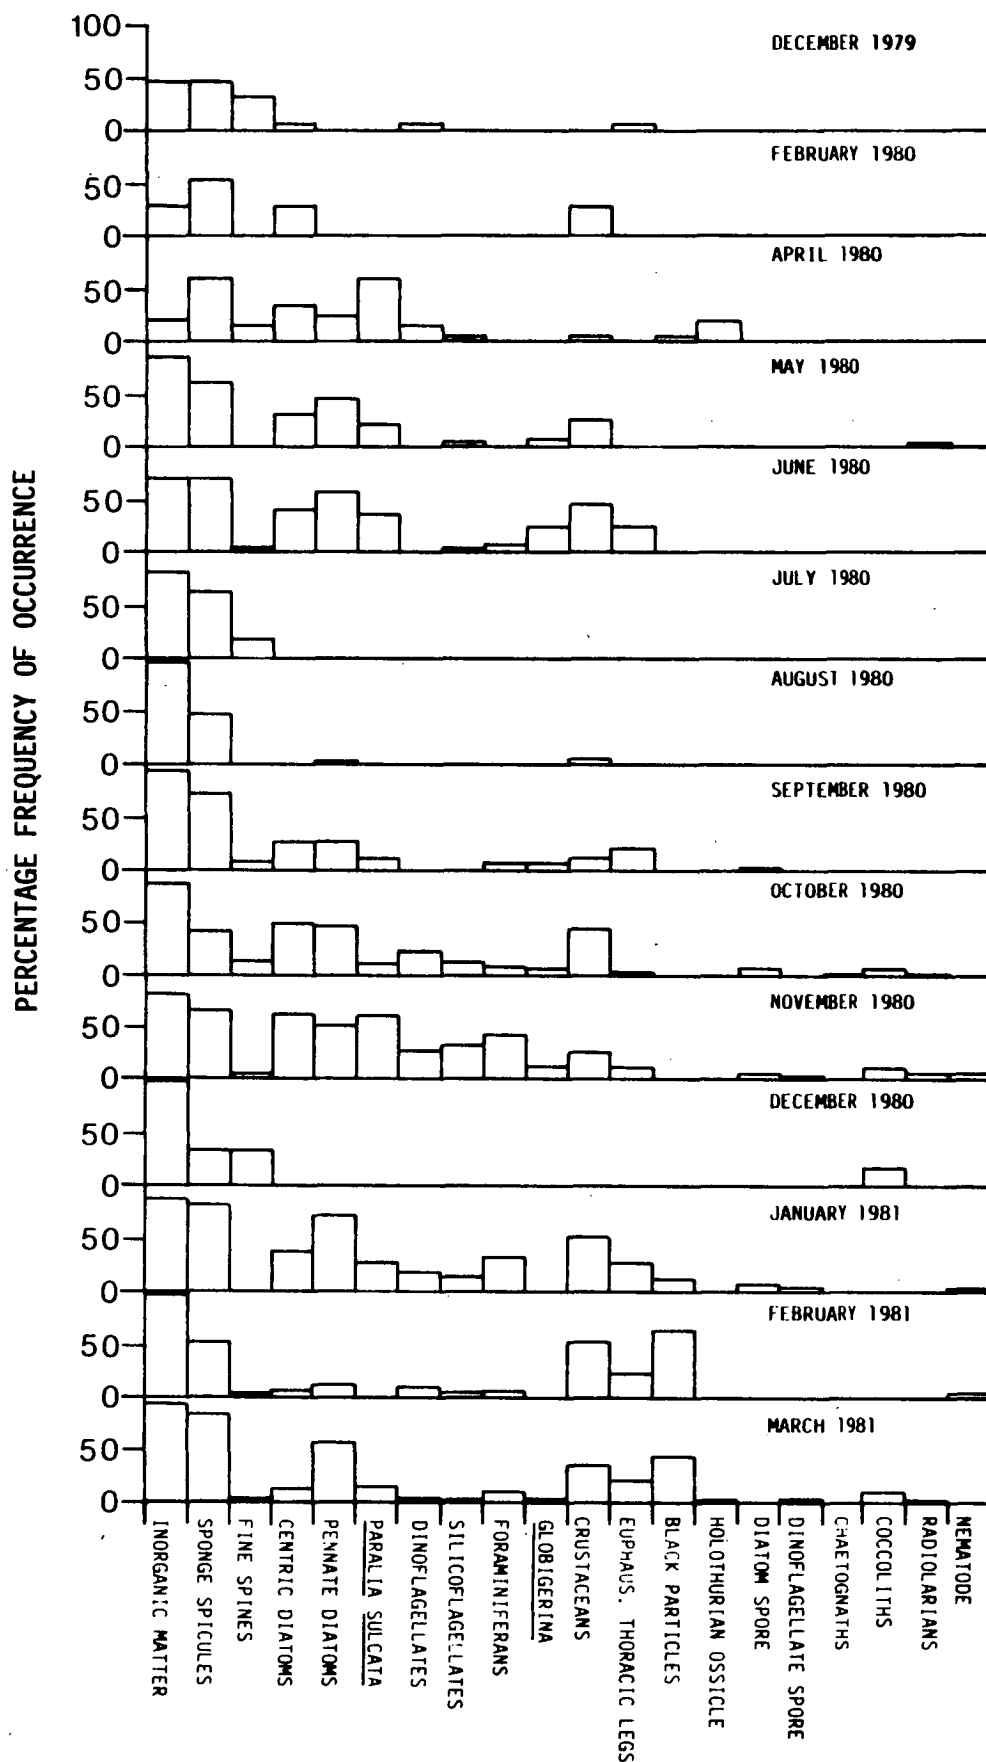 PERCENTAGE FREQUENCY OF OCCURRENCE
100
50
0
DECEMBER 1979
50
0
FEBRUARY 1980
50
0
APRIL 1980
50
0
MAY 1980
50
0
JUNE 1980
50
0
JULY 1980
50
0
AUGUST 1980
50
0
SEPTEMBER 1980
50
0
OCTOBER 1980
50
0
NOVEMBER 1980
50
0
DECEMBER 1980
50
0
JANUARY 1981
50
0
FEBRUARY 1981
50
0
MARCH 1981
INORGANIC MATTER
SPONGE SPICULES
FINE SPINES
CENTRIC DIATOMS
PENNATE DIATOMS
PARALIA SULCATA
DINOFLAGELLATES
SILICOFLAGELLATES
FORAMINIFERANS
GLOBIGERINA
CRUSTACEANS
EUPHAUS. THORACIC LEGS
BLACK PARTICLES
HOLOTHURIAN OSSICLE
DIATOM SPORE
DINOFLAGELLATE SPORE
CHAETOGNATHS
COCCOLITHS
RADIOLARIANS
NEMATODE